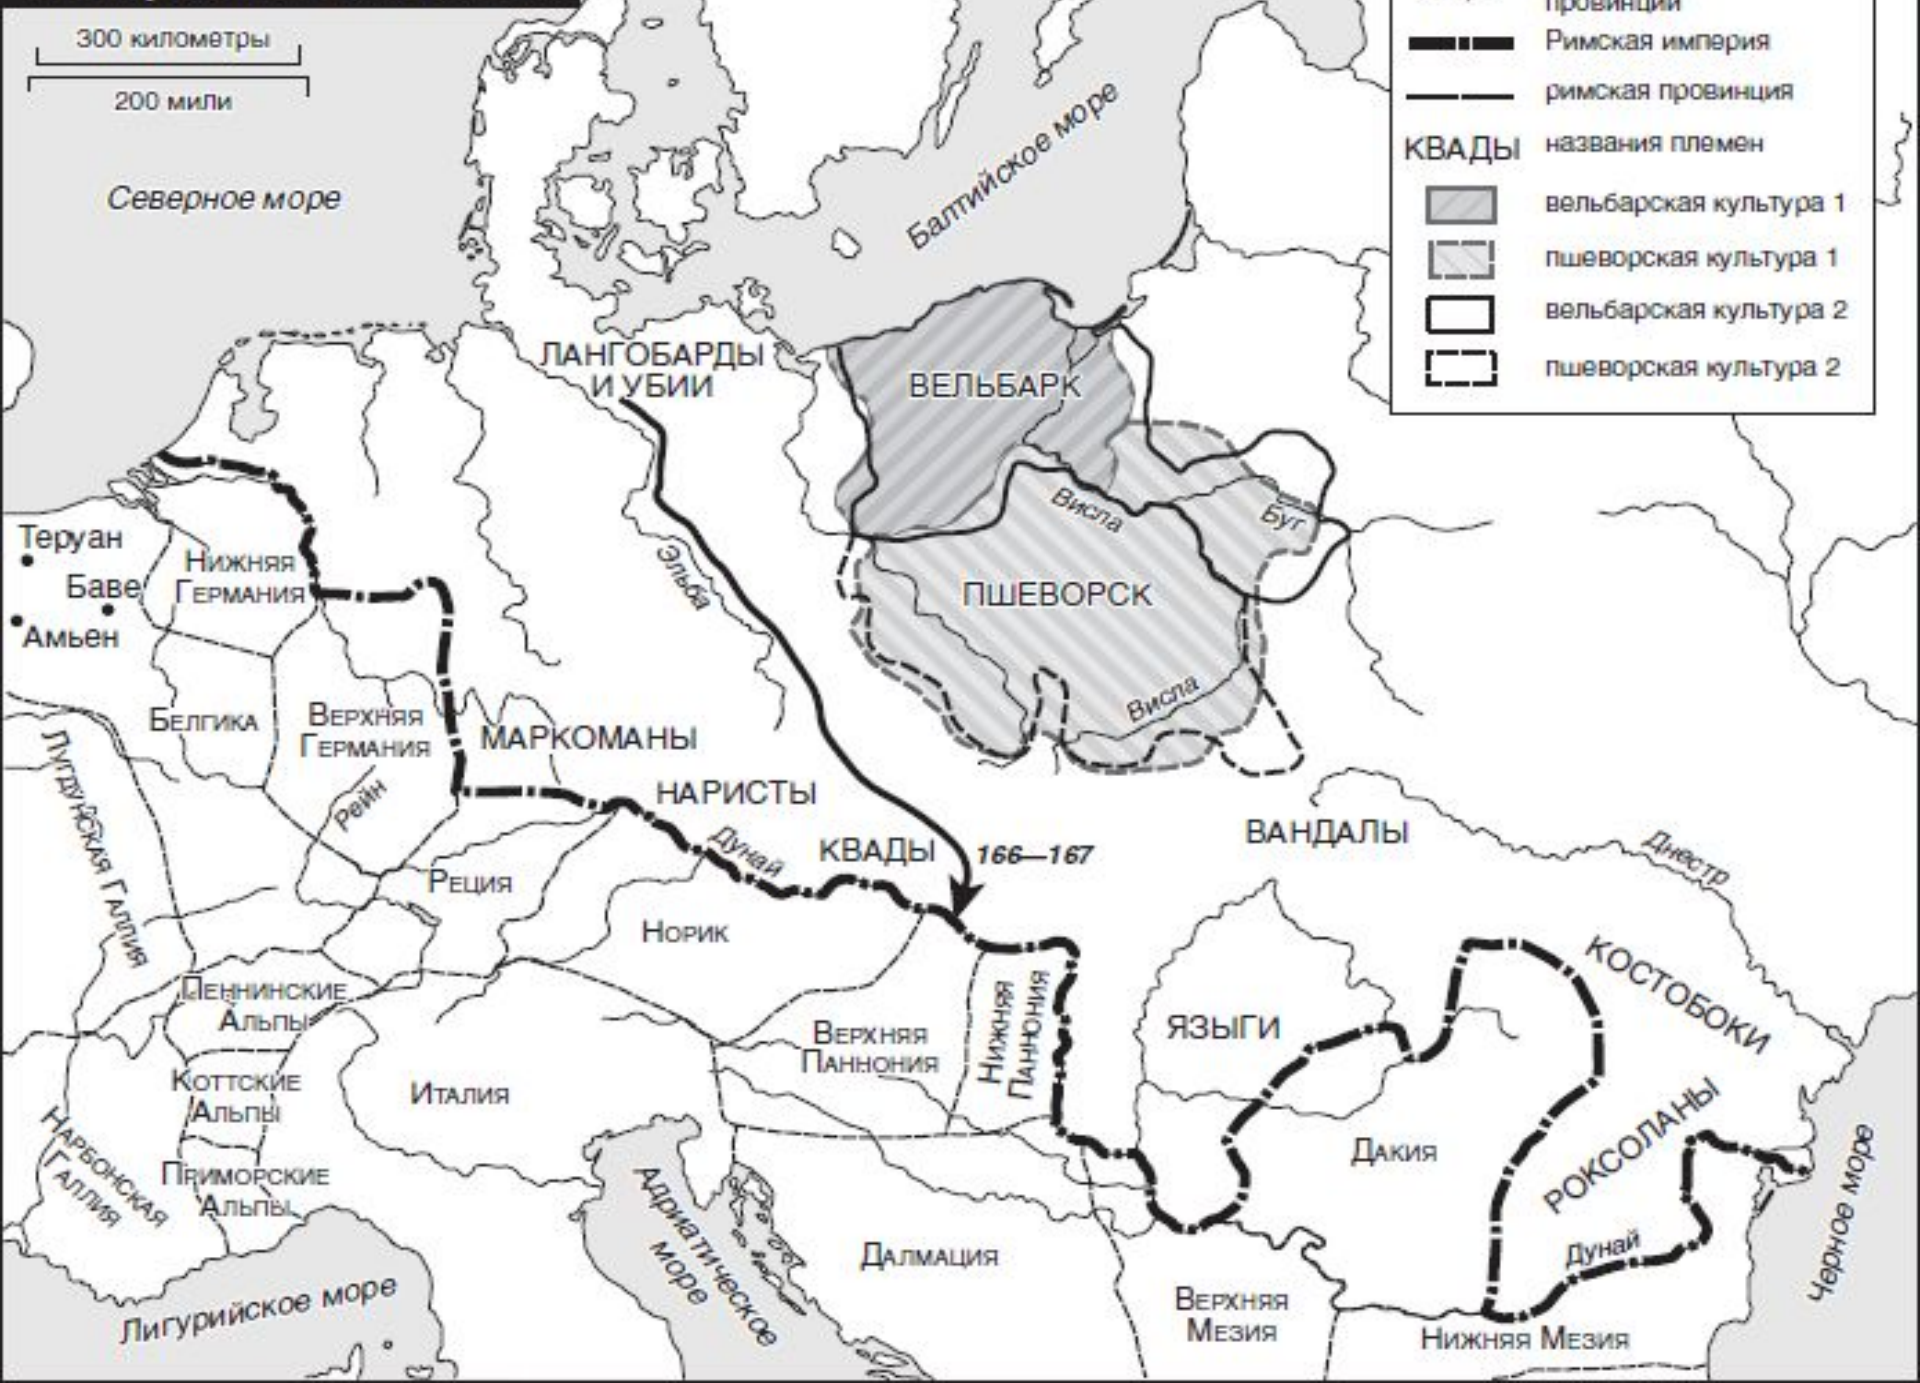 300 километры
200 мили
провинции
Римская империя
римская провинция
КВАДЫ названия племен
вельбарская культура 1
пшеворская культура 1
вельбарская культура 2
пшеворская культура 2
Северное море
Балтийское море
ЛАНГОБАРДЫ
И УБИИ
ВЕЛЬБАРК
Висла
Буг
Теруан
Баве
Амьен
НИЖНЯЯ
ГЕРМАНИЯ
Эльба
ПШЕВОРСК
Висла
БЕЛГИКА
ВЕРХНЯЯ
ГЕРМАНИЯ
МАРКОМАНЫ
ЛУГДУНСКАЯ ГАЛЛИЯ
Рейн
НАРИСТЫ
Дунай
КВАДЫ
166—167
ВАНДАЛЫ
Днестр
РЕЦИЯ
НОРИК
КОСТОБОКИ
ПЕННИНСКИЕ
АЛЬПЫ
ВЕРХНЯЯ
ПАННОНИЯ
НИЖНЯЯ
ПАННОНИЯ
ЯЗЫГИ
КОТТСКИЕ
АЛЬПЫ
ИТАЛИЯ
НАРБОНСКАЯ
ГАЛЛИЯ
ПРИМОРСКИЕ
АЛЬПЫ
ДАКИЯ
РОКСОЛАНЫ
Адриатическое
море
ДАЛМАЦИЯ
Дунай
Черное море
Лигурийское море
ВЕРХНЯЯ
МЕЗИЯ
НИЖНЯЯ МЕЗИЯ